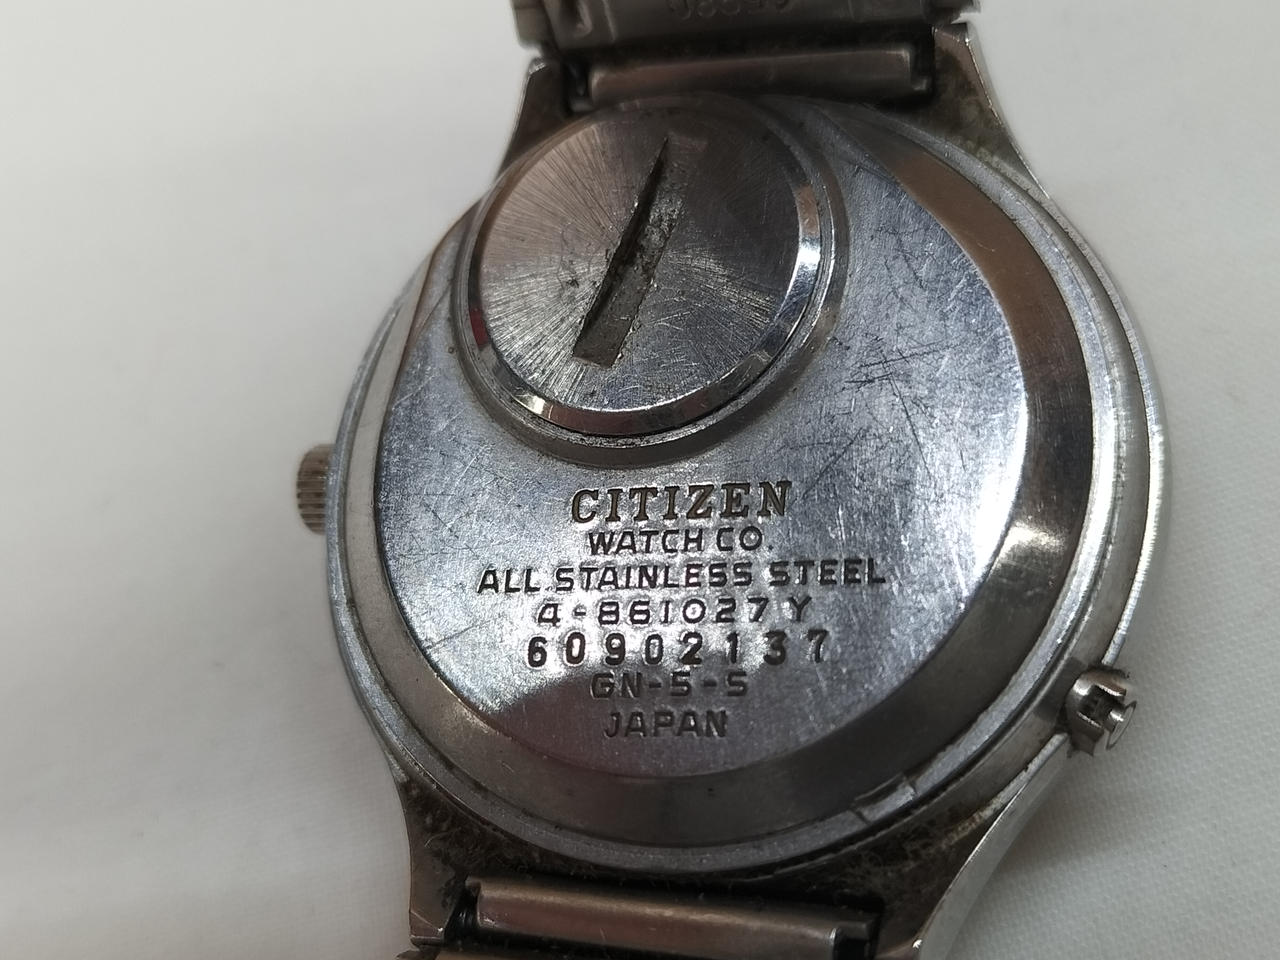 CITIZEN
WATCH CO.
ALL STAINLESS STEEL
4-861027 Y
60902137
GN-5-S
JAPAN